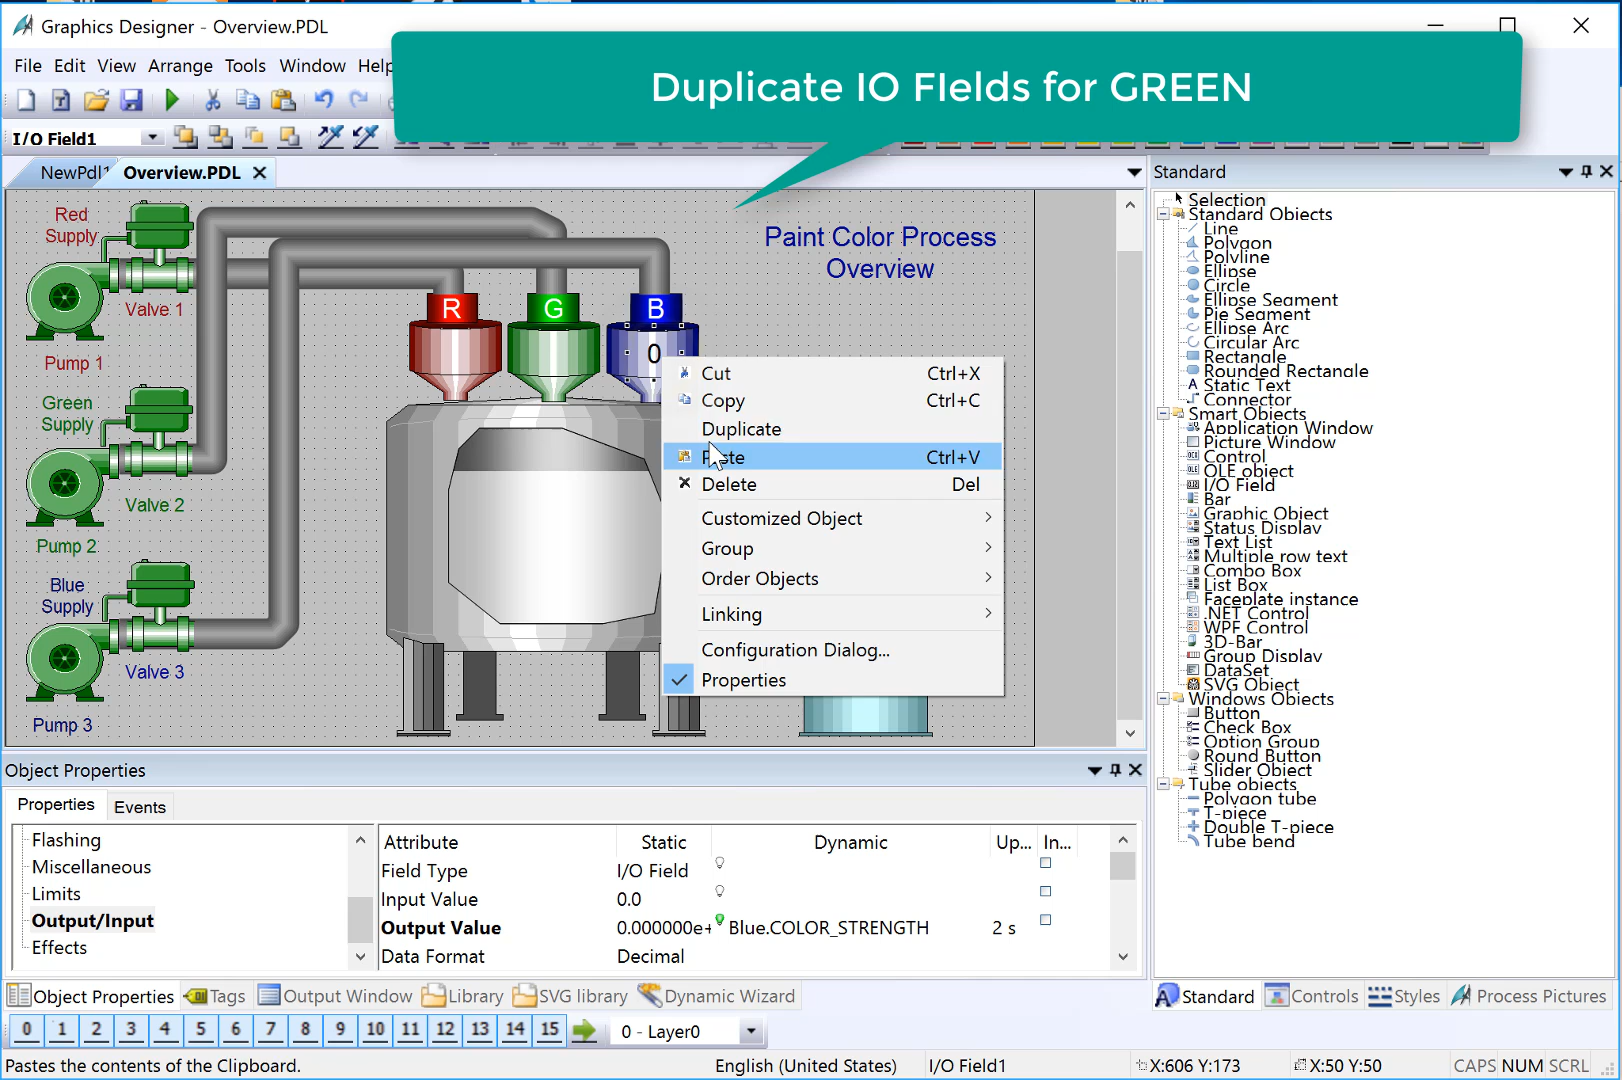 Graphics Designer - Overview.PDL
File Edit View Arrange Tools Window Help
Duplicate IO FIelds for GREEN
I/O Field1
NewPdl1 Overview.PDL
Red
Supply
Valve 1
Pump 1
Green
Supply
Valve 2
Pump 2
Blue
Supply
Valve 3
Pump 3
R G B
0
Paint Color Process
Overview
Cut Ctrl+X
Copy Ctrl+C
Duplicate
Paste Ctrl+V
Delete Del
Customized Object
Group
Order Objects
Linking
Configuration Dialog...
Properties
Standard
Selection
Standard Objects
Line
Polygon
Polyline
Ellipse
Circle
Ellipse Segment
Pie Segment
Ellipse Arc
Circular Arc
Rectangle
Rounded Rectangle
Static Text
Connector
Smart Objects
Application Window
Picture Window
Control
OLE object
I/O Field
Bar
Graphic Object
Status Display
Text List
Multiple row text
Combo Box
List Box
Faceplate instance
.NET Control
WPF Control
3D-Bar
Group Display
DataSet
SVG Object
Windows Objects
Button
Check Box
Option Group
Round Button
Slider Object
Tube objects
Polygon tube
T-piece
Double T-piece
Tube bend
Object Properties
Properties Events
Flashing
Miscellaneous
Limits
Output/Input
Effects
Attribute Static Dynamic Up... In...
Field Type I/O Field
Input Value 0.0
Output Value 0.000000e+ Blue.COLOR_STRENGTH 2 s
Data Format Decimal
Object Properties Tags Output Window Library SVG library Dynamic Wizard
Standard Controls Styles Process Pictures
0 1 2 3 4 5 6 7 8 9 10 11 12 13 14 15 0 - Layer0
Pastes the contents of the Clipboard. English (United States) I/O Field1 X:606 Y:173 X:50 Y:50 CAPS NUM SCRL